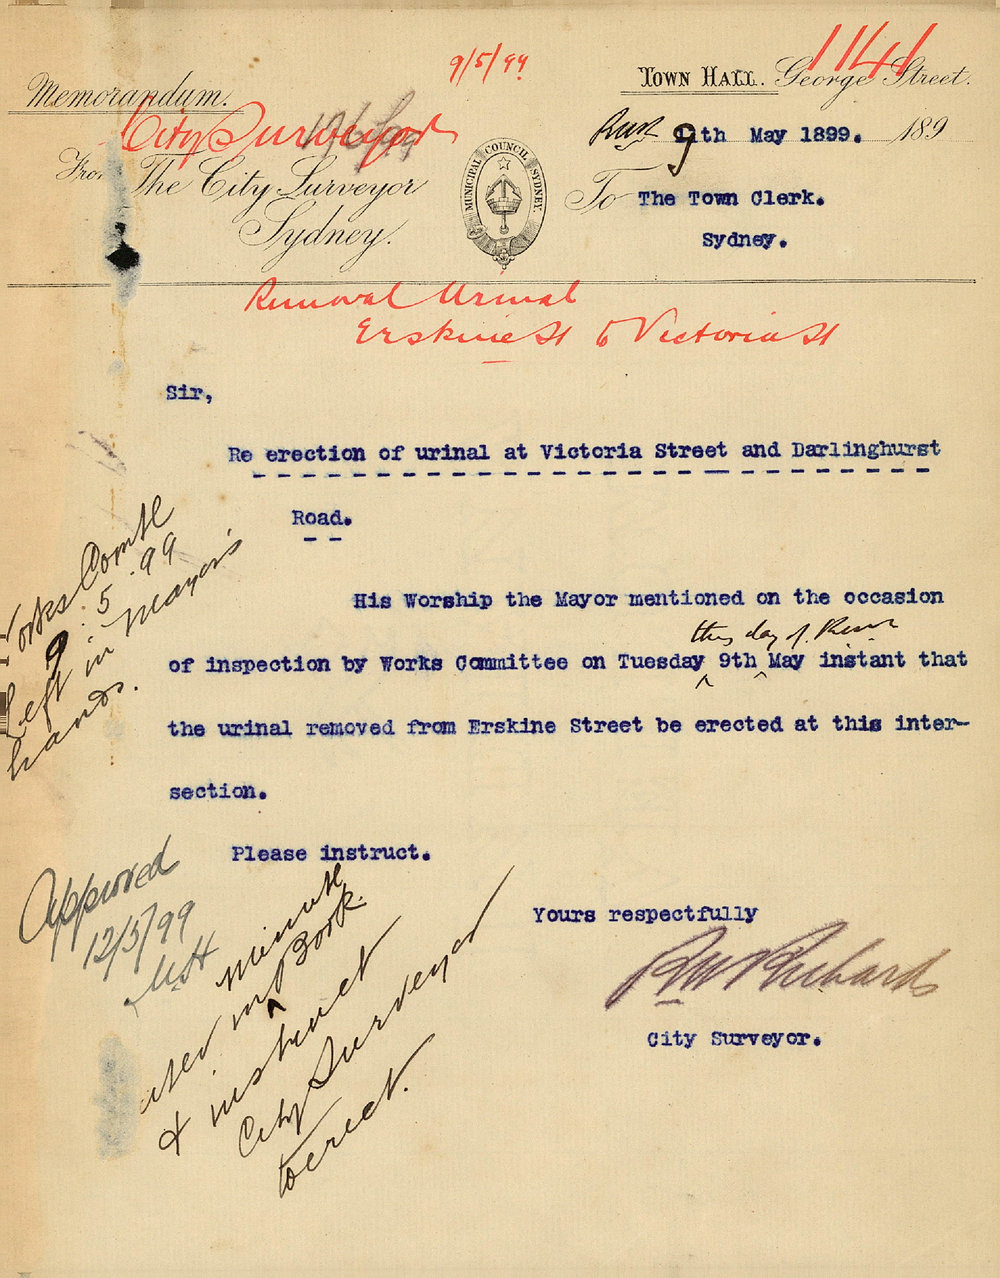 9/5/99
1141
TOWN HALL. George Street.
Memorandum.
City Surveyor
9th May 1899. 189
From The City Surveyor
Sydney.
MUNICIPAL COUNCIL SYDNEY.
To The Town Clerk.
Sydney.
Removal Urinal
Erskine St to Victoria St
Sir,
Re erection of urinal at Victoria Street and Darlinghurst
Road.
His Worship the Mayor mentioned on the occasion
this day
of inspection by Works Committee on Tuesday 9th May instant that
the urinal removed from Erskine Street be erected at this inter-
section.
Please instruct.
Yours respectfully
RW Richards
City Surveyor.
Works Comtte
9.5.99
Left in Mayor's
hands.
Approved
12/5/99
Minute
in Book.
& instruct
City Surveyor
to erect.